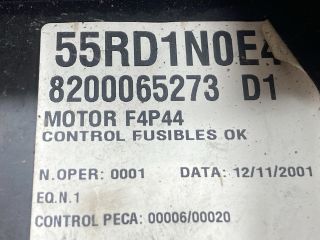 55RD1N0E4
8200065273 D1
MOTOR F4P44
CONTROL FUSIBLES OK
N.OPER: 0001 DATA: 12/11/2001
EQ.N.1
CONTROL PECA: 00006/00020